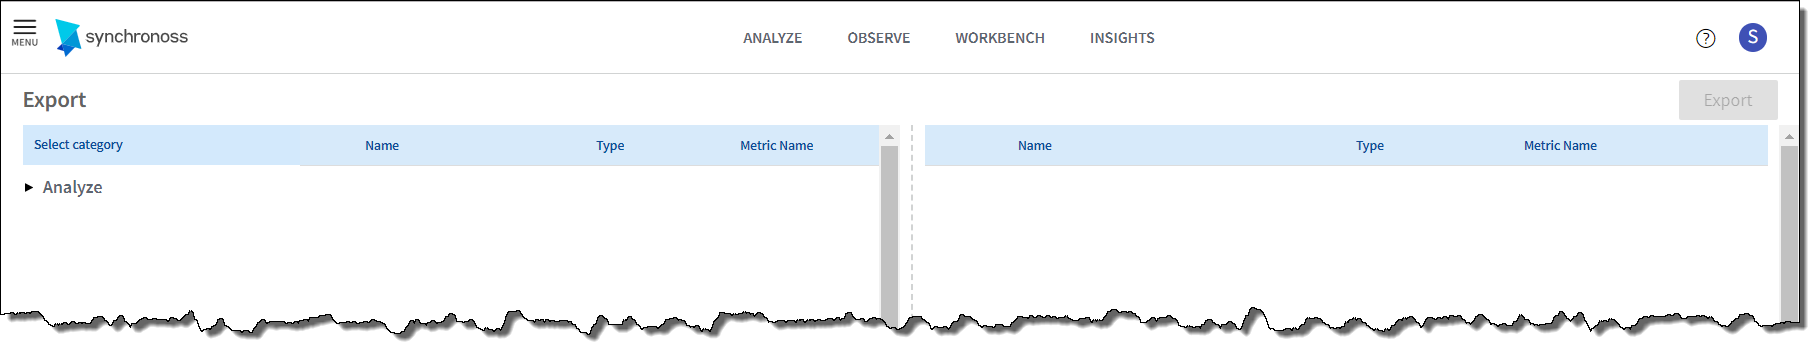 MENU
synchronoss
ANALYZE OBSERVE WORKBENCH INSIGHTS
?
S
Export
Export
Select category Name Type Metric Name
Name Type Metric Name
Analyze